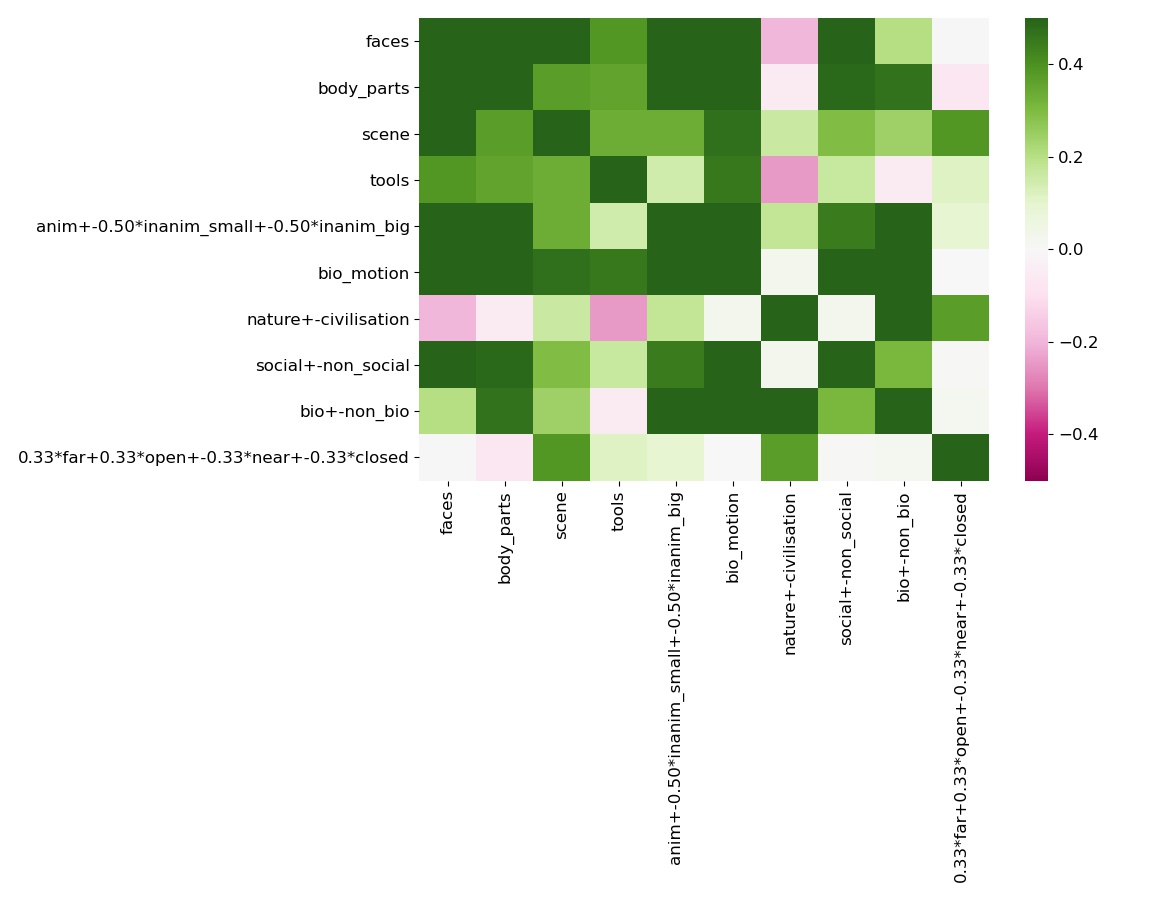 faces
body_parts
scene
tools
anim+-0.50*inanim_small+-0.50*inanim_big
bio_motion
nature+-civilisation
social+-non_social
bio+-non_bio
0.33*far+0.33*open+-0.33*near+-0.33*closed
faces
body_parts
scene
tools
anim+-0.50*inanim_small+-0.50*inanim_big
bio_motion
nature+-civilisation
social+-non_social
bio+-non_bio
0.33*far+0.33*open+-0.33*near+-0.33*closed
0.4
0.2
0.0
−0.2
−0.4